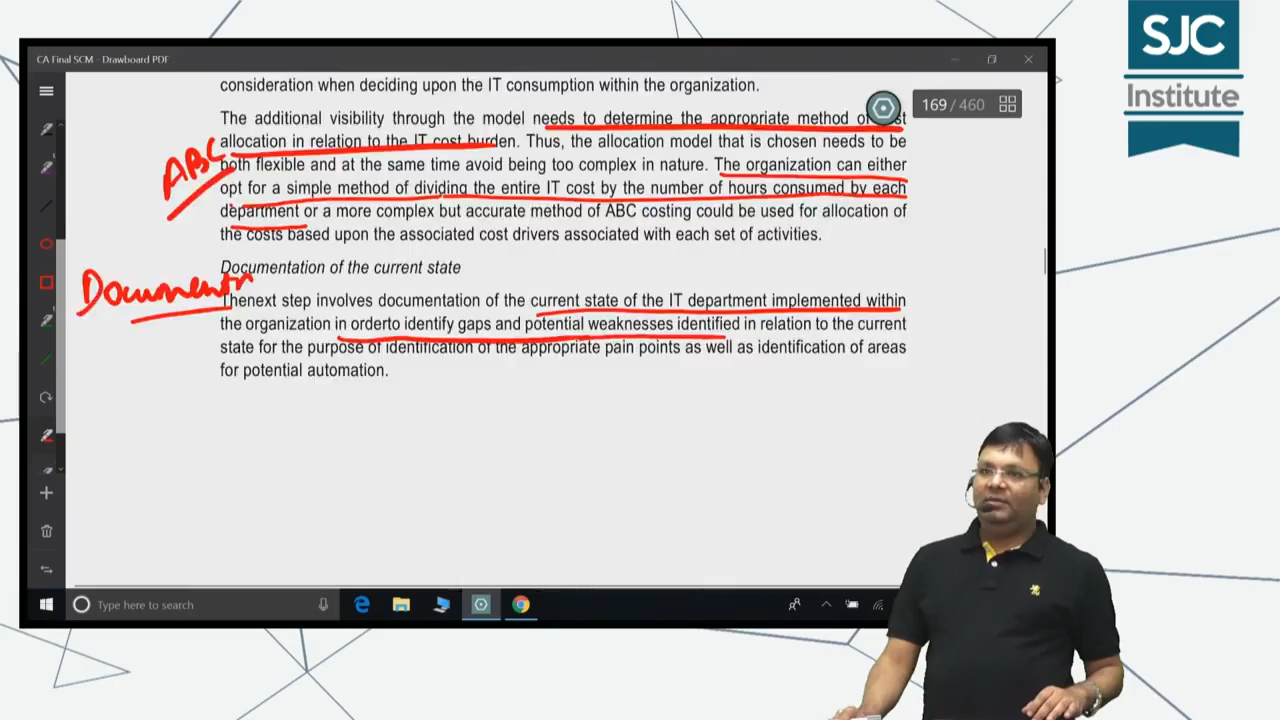 SJC
Institute
CA Final SCM - Drawboard PDF
169 / 460
consideration when deciding upon the IT consumption within the organization.
The additional visibility through the model needs to determine the appropriate method of
allocation in relation to the IT cost burden. Thus, the allocation model that is chosen needs to be
both flexible and at the same time avoid being too complex in nature. The organization can either
opt for a simple method of dividing the entire IT cost by the number of hours consumed by each
department or a more complex but accurate method of ABC costing could be used for allocation of
the costs based upon the associated cost drivers associated with each set of activities.
ABC
Documentation of the current state
Thenext step involves documentation of the current state of the IT department implemented within
the organization in orderto identify gaps and potential weaknesses identified in relation to the current
state for the purpose of identification of the appropriate pain points as well as identification of areas
for potential automation.
Type here to search